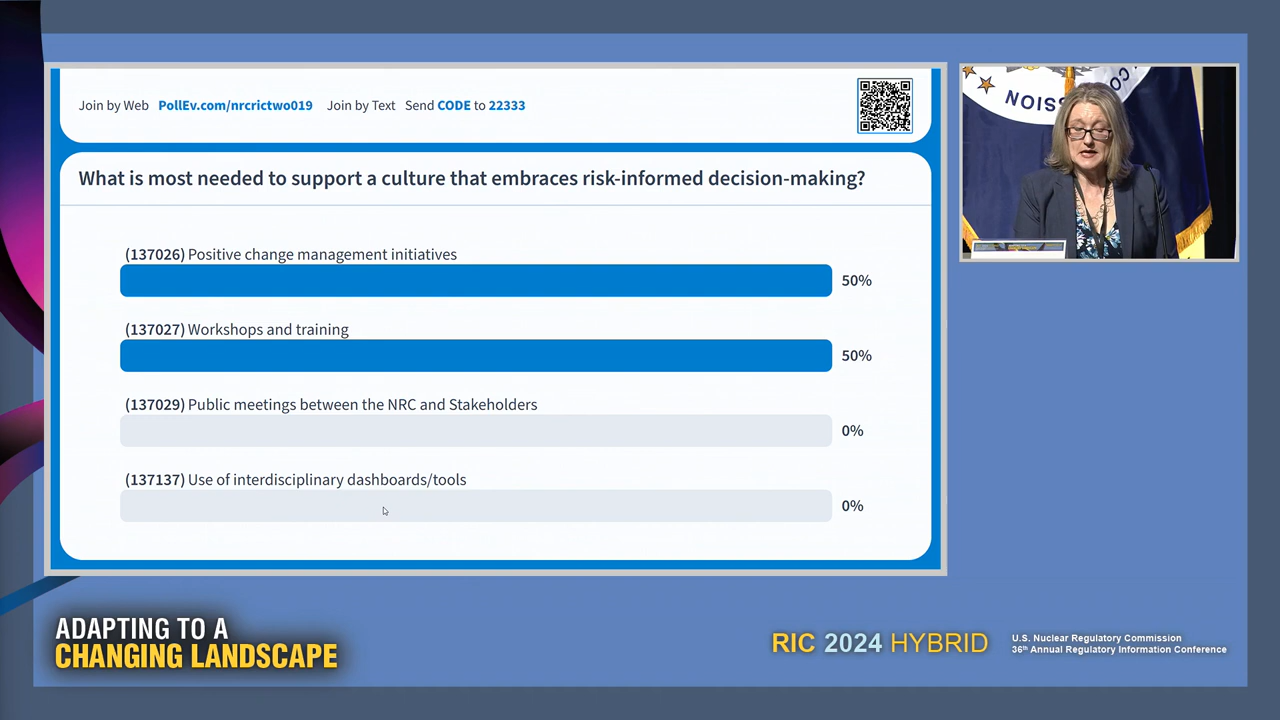 Join by Web PollEv.com/nrcrictwo019 Join by Text Send CODE to 22333
What is most needed to support a culture that embraces risk-informed decision-making?
(137026) Positive change management initiatives
50%
(137027) Workshops and training
50%
(137029) Public meetings between the NRC and Stakeholders
0%
(137137) Use of interdisciplinary dashboards/tools
0%
ADAPTING TO A
CHANGING LANDSCAPE
RIC 2024 HYBRID
U.S. Nuclear Regulatory Commission
36th Annual Regulatory Information Conference